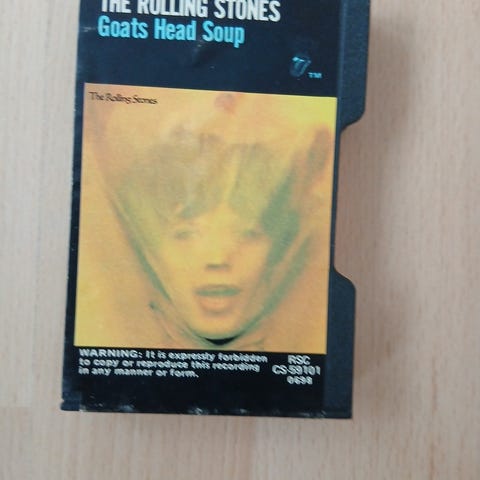 THE ROLLING STONES
Goats Head Soup
TM
The Rolling Stones
WARNING: It is expressly forbidden
to copy or reproduce this recording
in any manner or form.
RSC
CS-59101
0698